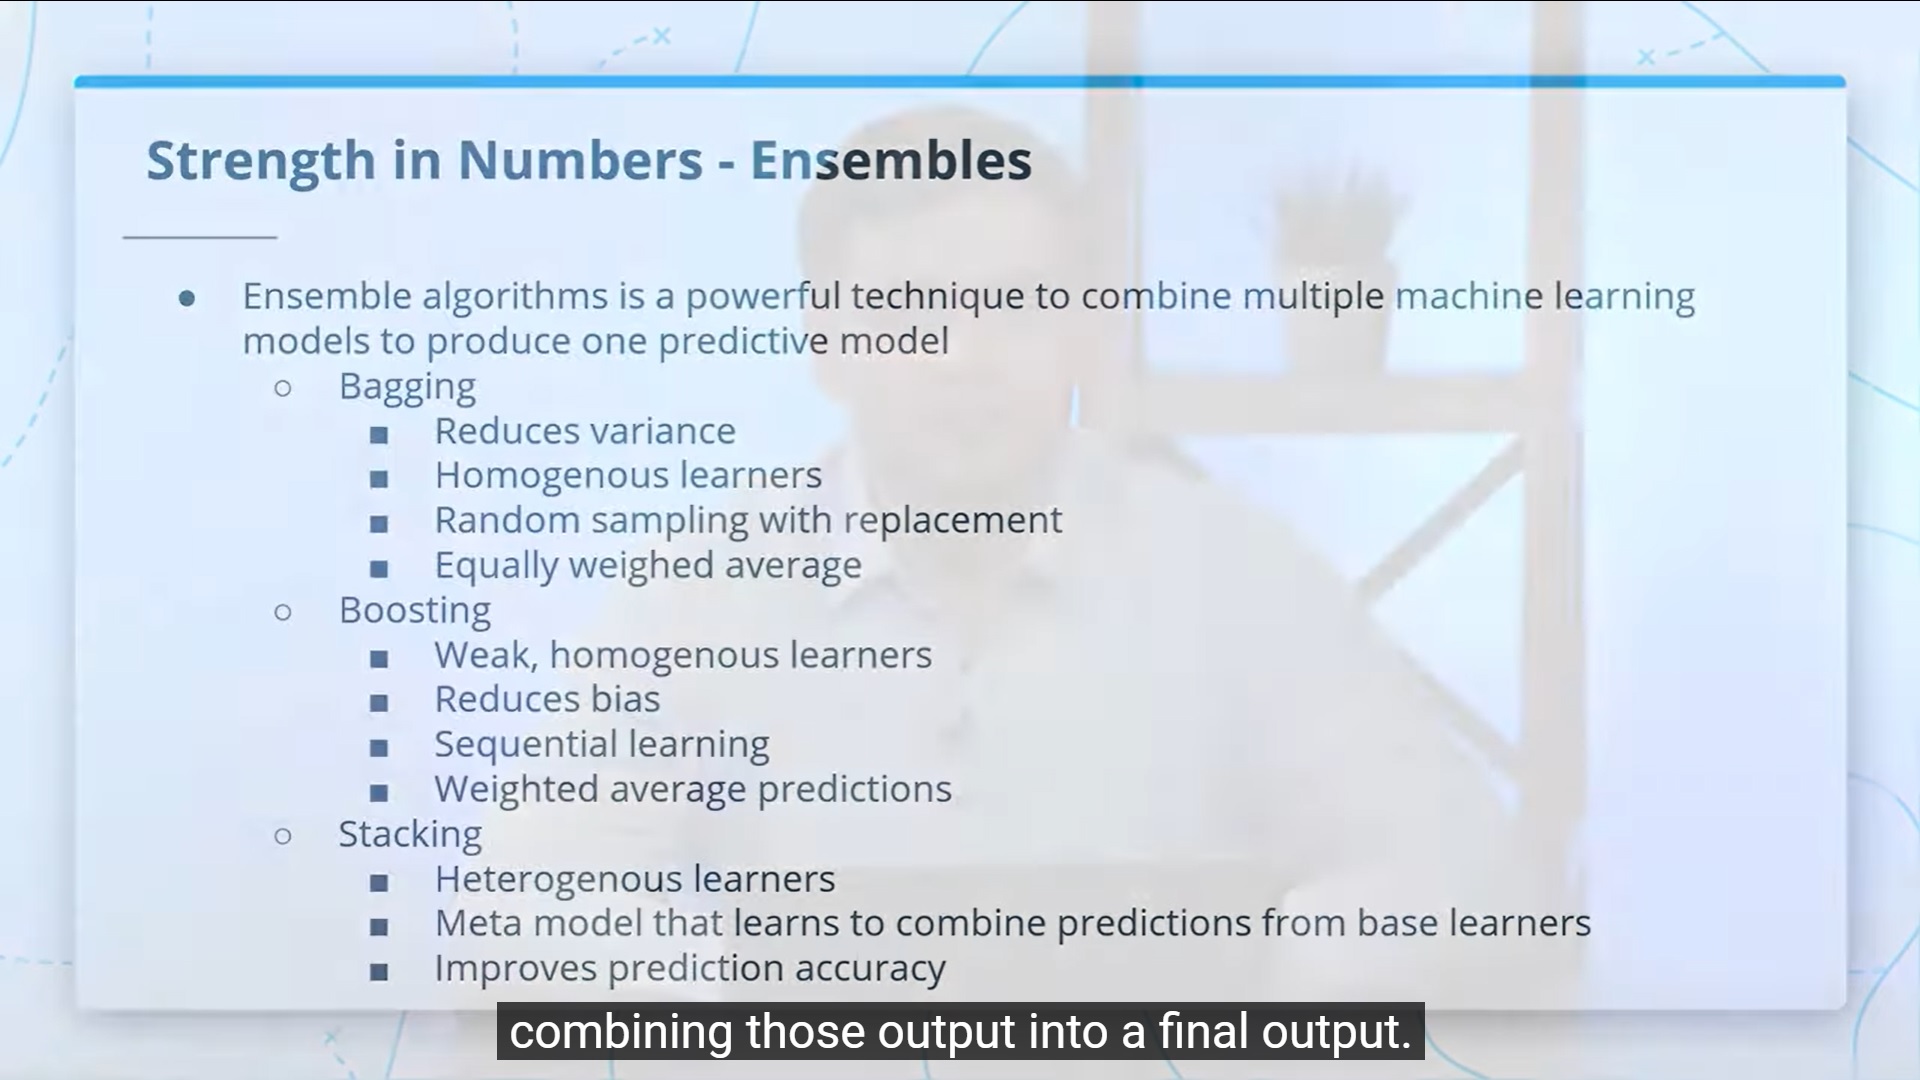 Strength in Numbers - Ensembles
● Ensemble algorithms is a powerful technique to combine multiple machine learning
models to produce one predictive model
○ Bagging
■ Reduces variance
■ Homogenous learners
■ Random sampling with replacement
■ Equally weighed average
○ Boosting
■ Weak, homogenous learners
■ Reduces bias
■ Sequential learning
■ Weighted average predictions
○ Stacking
■ Heterogenous learners
■ Meta model that learns to combine predictions from base learners
■ Improves prediction accuracy
combining those output into a final output.